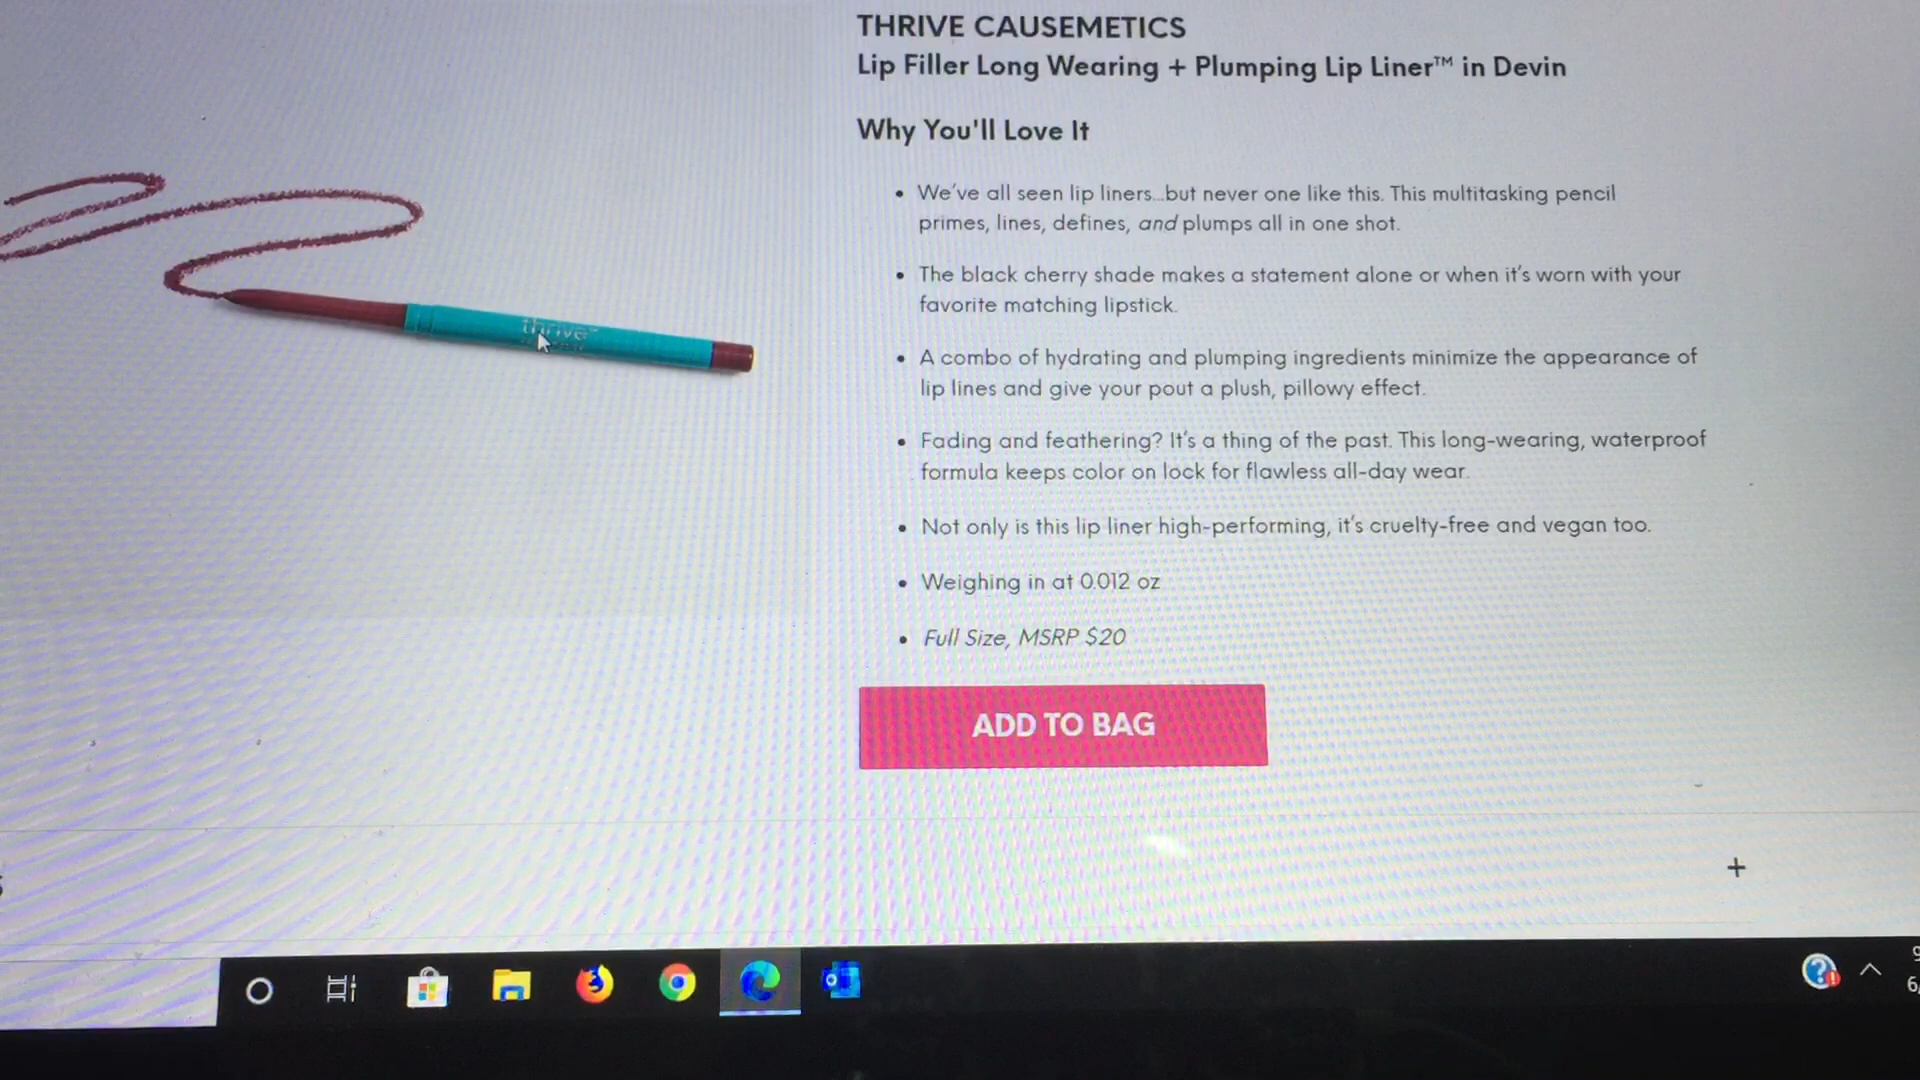 THRIVE CAUSEMETICS
Lip Filler Long Wearing + Plumping Lip Liner™ in Devin
Why You'll Love It
• We've all seen lip liners...but never one like this. This multitasking pencil
primes, lines, defines, and plumps all in one shot.
• The black cherry shade makes a statement alone or when it's worn with your
favorite matching lipstick.
• A combo of hydrating and plumping ingredients minimize the appearance of
lip lines and give your pout a plush, pillowy effect.
• Fading and feathering? It's a thing of the past. This long-wearing, waterproof
formula keeps color on lock for flawless all-day wear.
• Not only is this lip liner high-performing, it's cruelty-free and vegan too.
• Weighing in at 0.012 oz
• Full Size, MSRP $20
thrive
ADD TO BAG
+